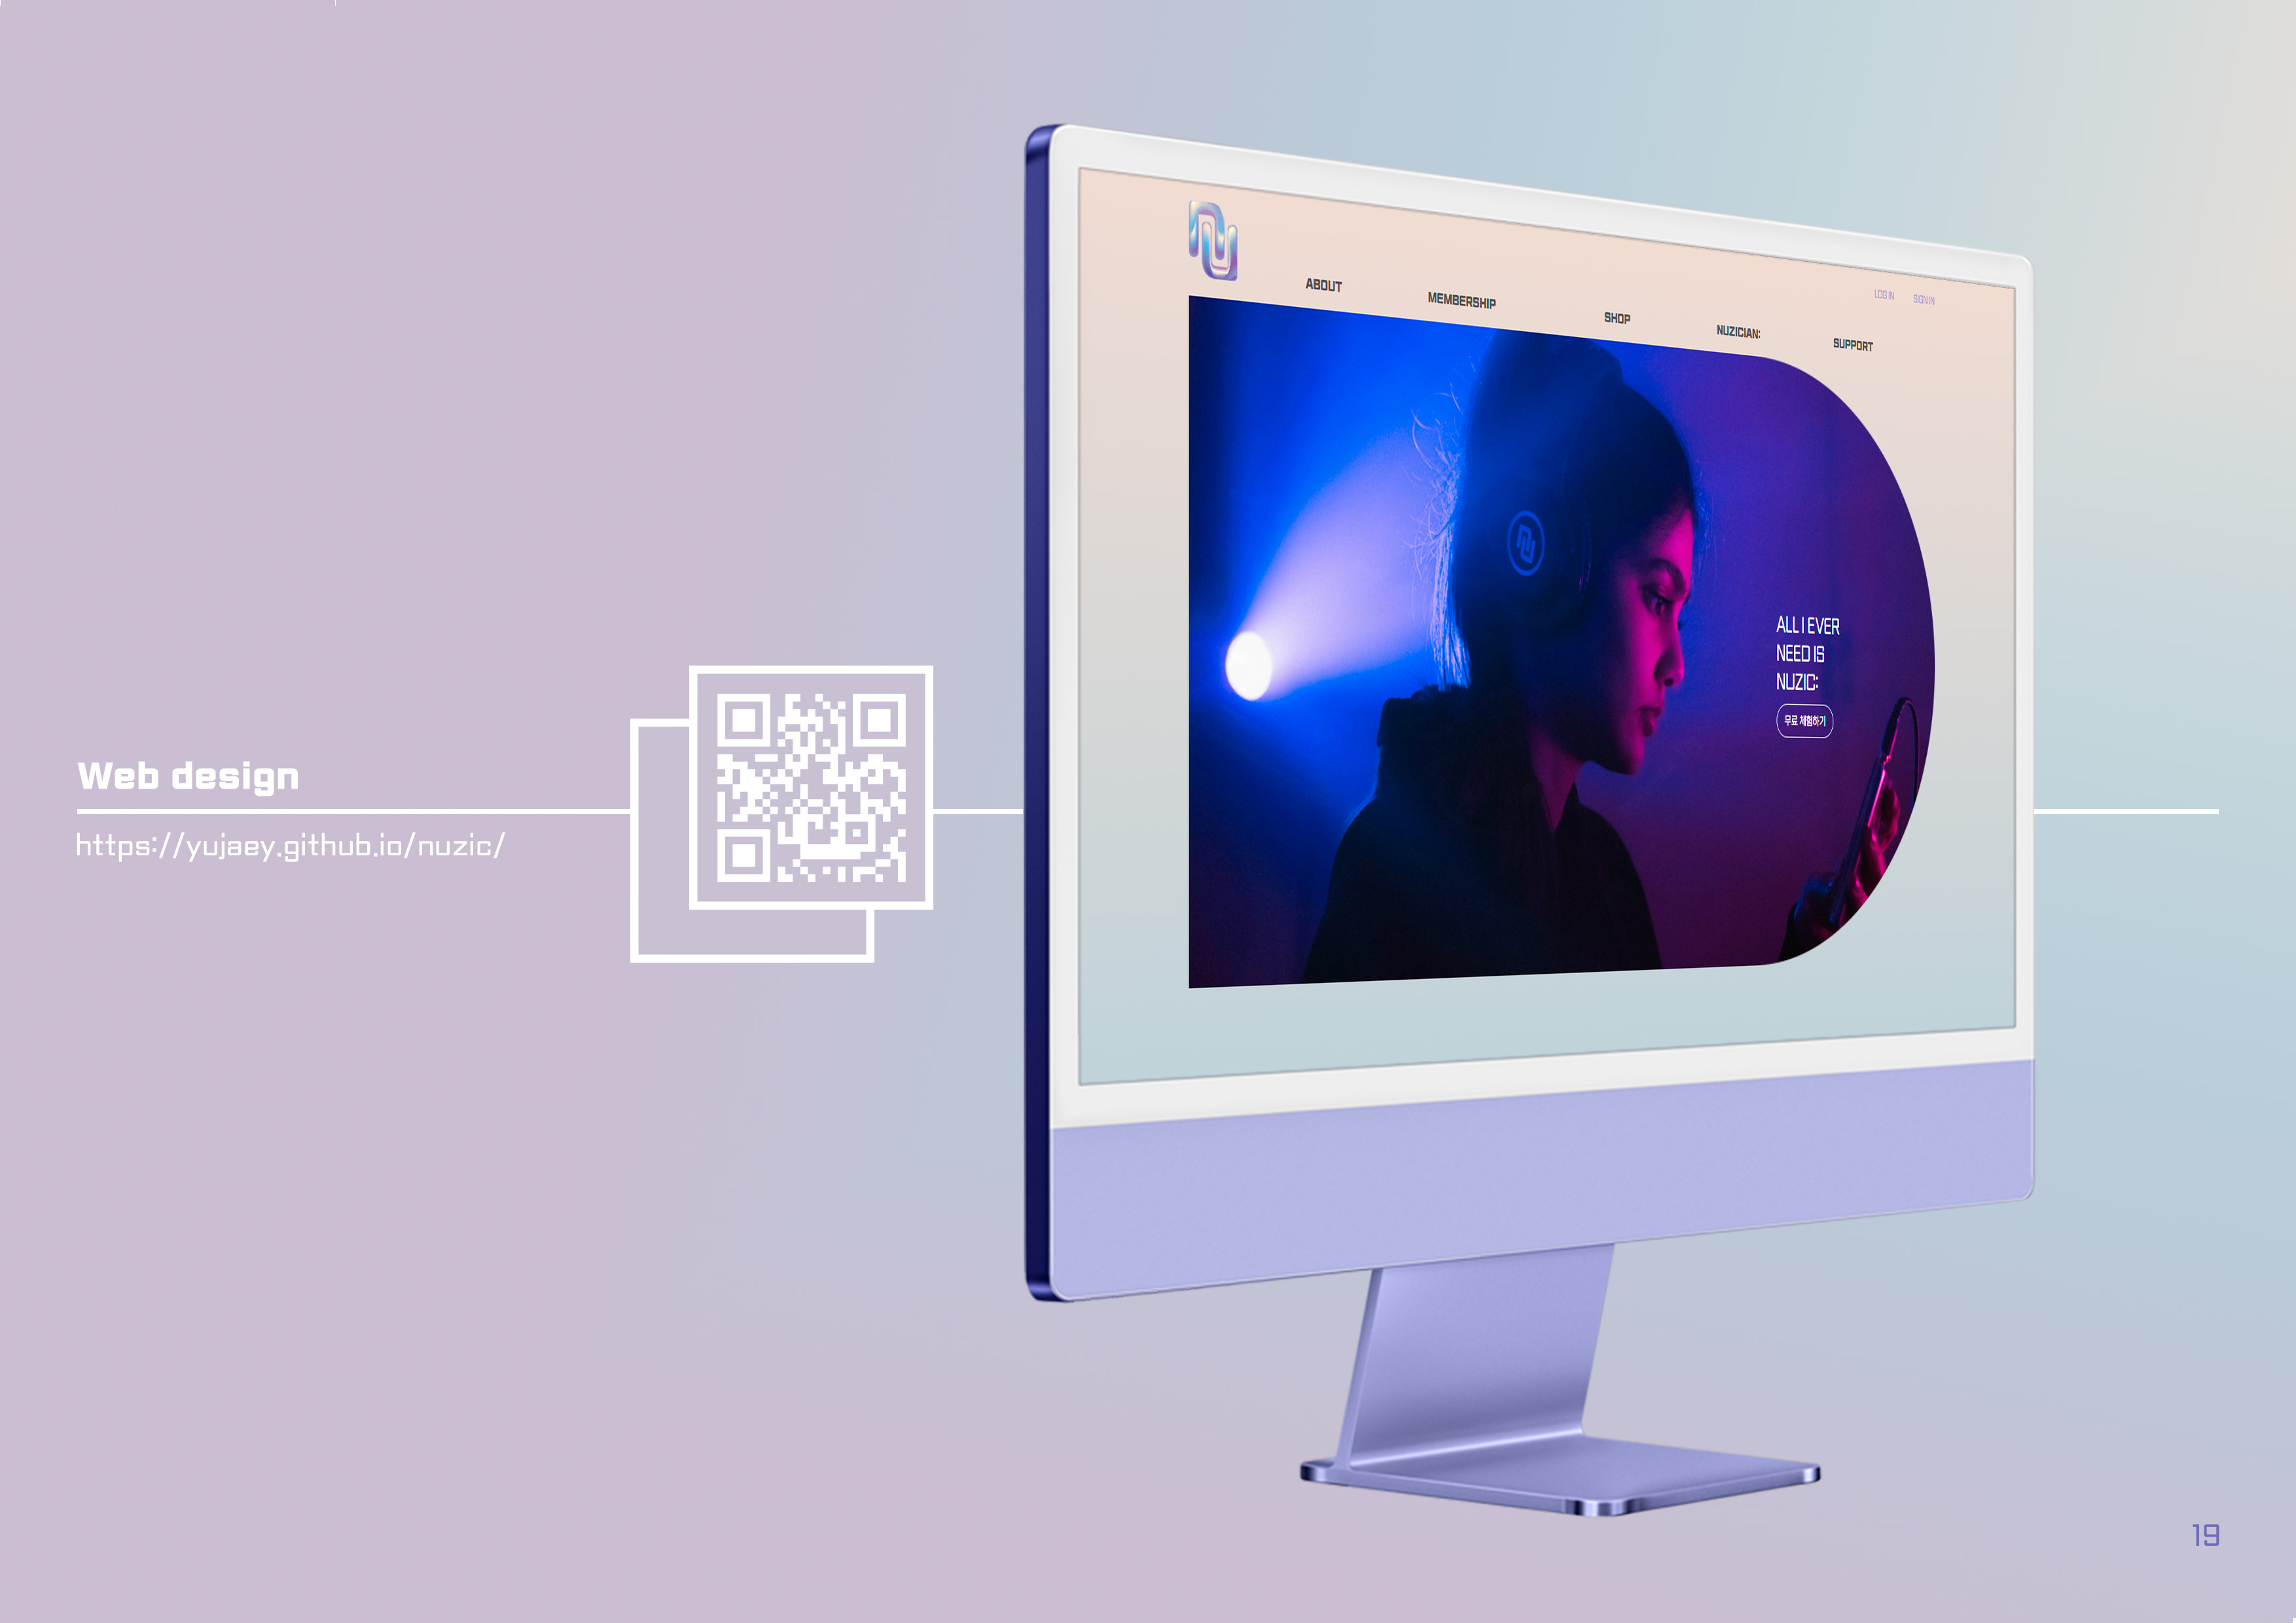 Web design
https://yujaey.github.io/nuzic/
LOG IN SIGN IN
ABOUT MEMBERSHIP SHOP NUZICIAN: SUPPORT
ALL I EVER
NEED IS
NUZIC:
무료 체험하기
19